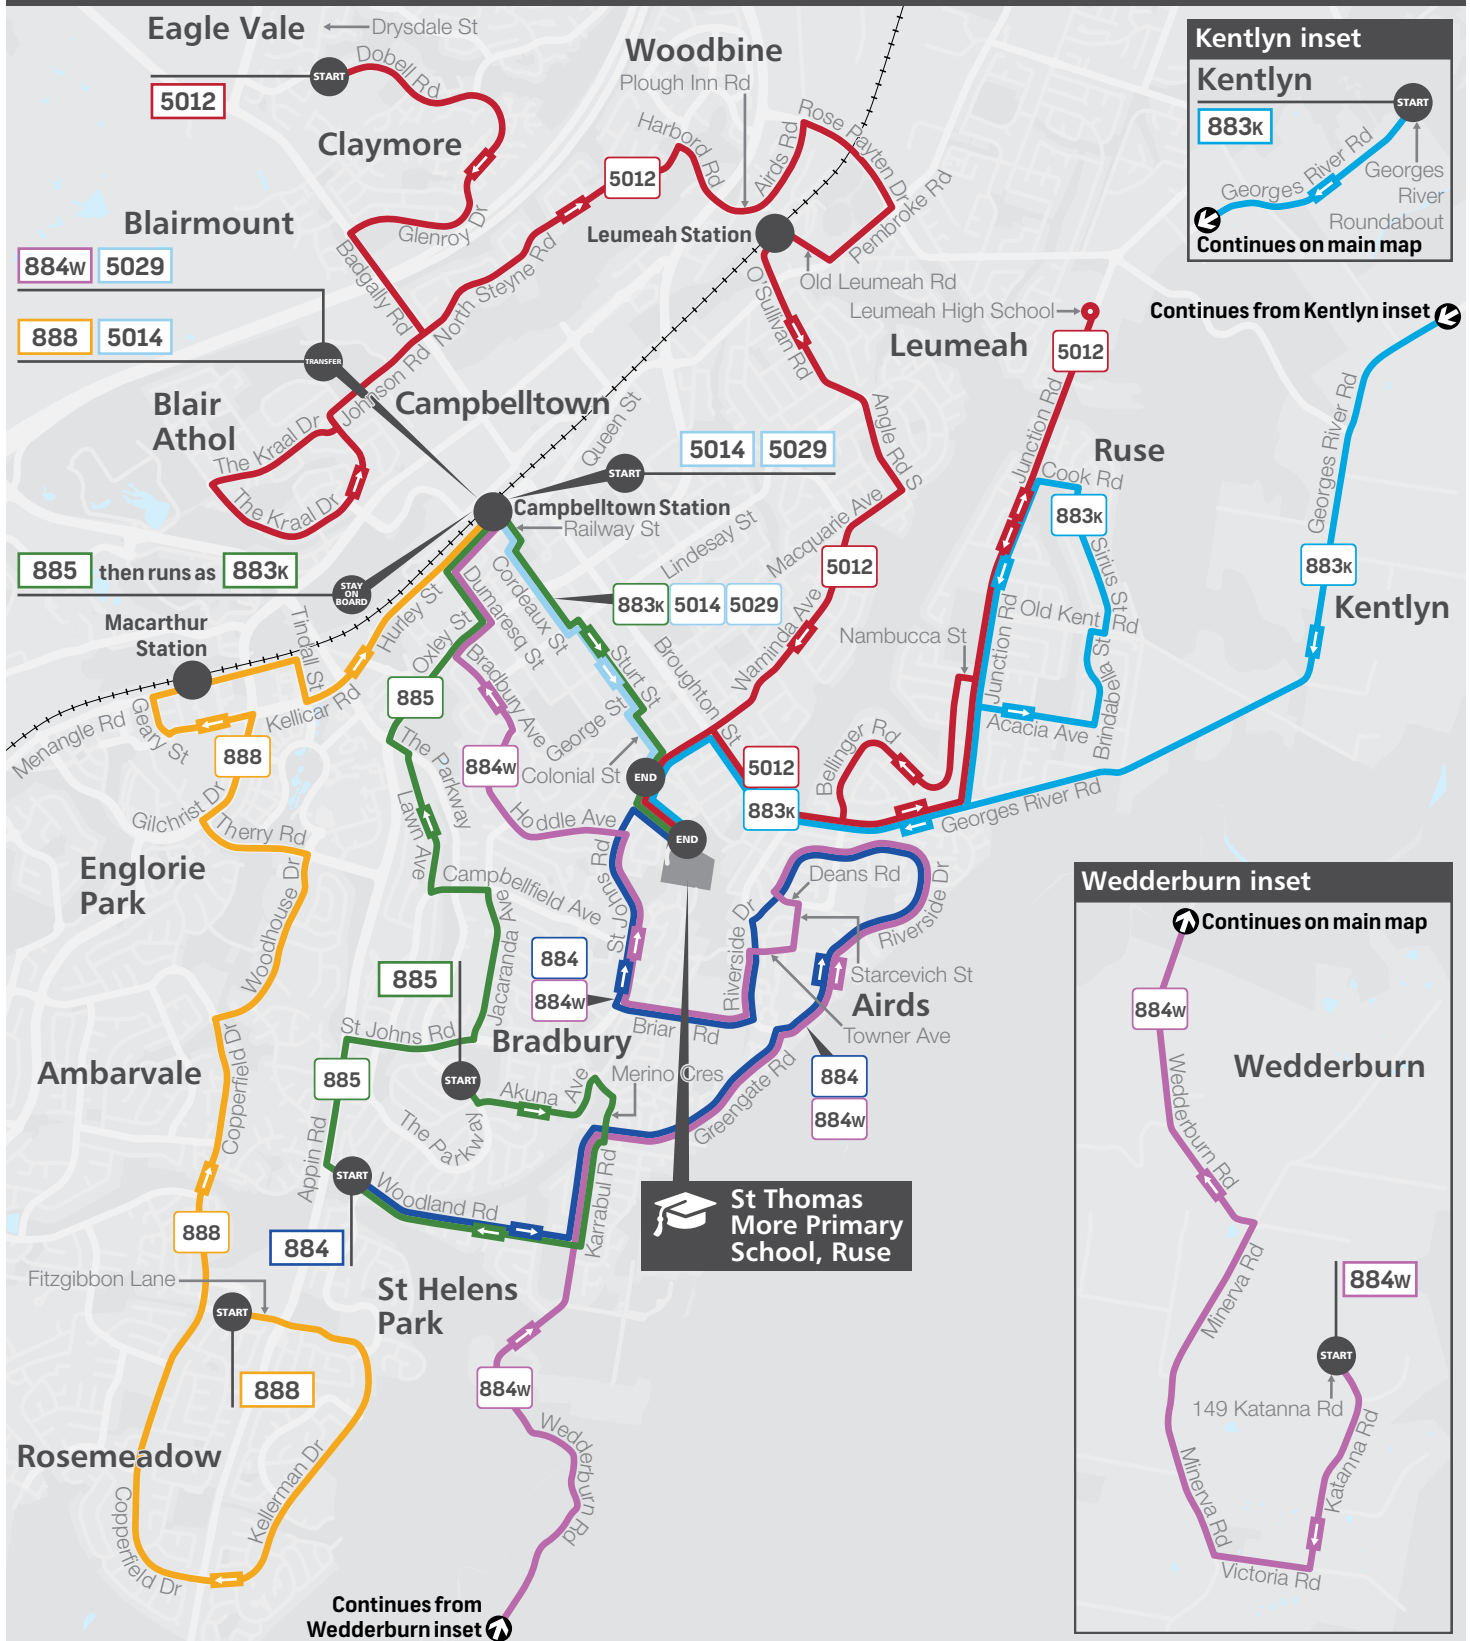 Eagle Vale
Drysdale St
START
Dobell Rd
5012
Claymore
Woodbine
Plough Inn Rd
Harbord Rd
Airds Rd
Rose Payten Dr
Pembroke Rd
5012
Kentlyn inset
Kentlyn
START
883K
Georges River Rd
Georges
River
Roundabout
Continues on main map
Blairmount
Glenroy Dr
Badgally Rd
North Steyne Rd
Leumeah Station
Old Leumeah Rd
O'Sullivan Rd
884W 5029
888 5014
TRANSFER
Johnson Rd
Leumeah High School
Leumeah
5012
Continues from Kentlyn inset
Blair
Athol
The Kraal Dr
The Kraal Dr
Campbelltown
Queen St
5014 5029
START
Campbelltown Station
Railway St
Angle Rd S
Junction Rd
Ruse
Cook Rd
883K
Georges River Rd
883K
Kentlyn
885 then runs as 883K
STAY
ON
BOARD
Lindesay St
Macquarie Ave
5012
883K 5014 5029
Cordeaux St
Dumaresq St
Hurley St
Oxley St
Sirius St
Old Kent Rd
Nambucca St
Macarthur
Station
Tindall St
Waminda Ave
Broughton St
Sturt St
Junction Rd
Brindabella St
Acacia Ave
885
Bradbury Ave
Menangle Rd
Geary St
Kellicar Rd
888
The Parkway
884W
George St
Colonial St
END
5012
883K
Bellinger Rd
Georges River Rd
Gilchrist Dr
Therry Rd
Lawn Ave
Hoddle Ave
END
Englorie
Park
Woodhouse Dr
Campbellfield Ave
St Johns Rd
Deans Rd
Riverside Dr
Riverside Dr
Starcevich St
Wedderburn inset
Continues on main map
884
884W
885
Jacaranda Ave
Airds
Briar Rd
Towner Ave
St Johns Rd
Bradbury
884W
Wedderburn
Ambarvale
Copperfield Dr
885
START
Akuna Ave
Merino Cres
884
884W
Greengate Rd
The Parkway
Wedderburn Rd
Appin Rd
START
Woodland Rd
Karrabul Rd
St Thomas
More Primary
School, Ruse
888
884
Fitzgibbon Lane
START
888
St Helens
Park
Minerva Rd
884W
START
149 Katanna Rd
884W
Wedderburn Rd
Rosemeadow
Kellerman Dr
Copperfield Dr
Minerva Rd
Katanna Rd
Victoria Rd
Continues from
Wedderburn inset